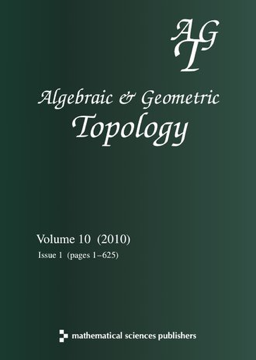 AGT
Algebraic & Geometric
Topology
Volume 10 (2010)
Issue 1 (pages 1–625)
mathematical sciences publishers